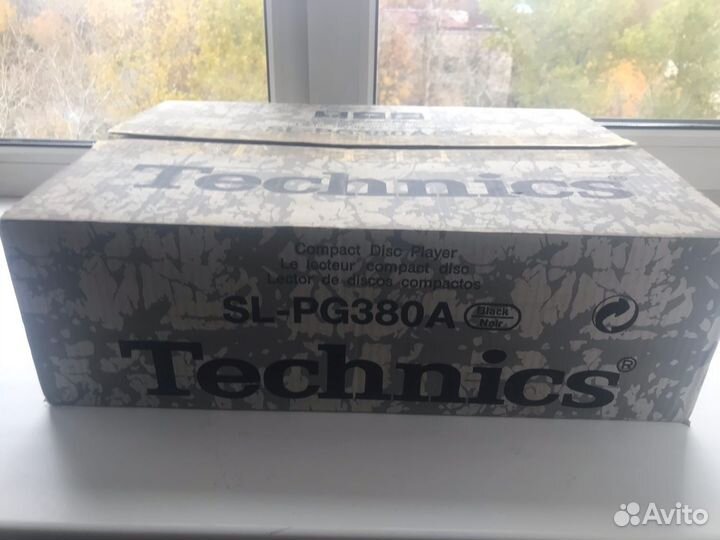 Technics
Compact Disc Player
Le lecteur compact disc
Lector de discos compactos
SL-PG380A Black Noir
Technics®
Avito